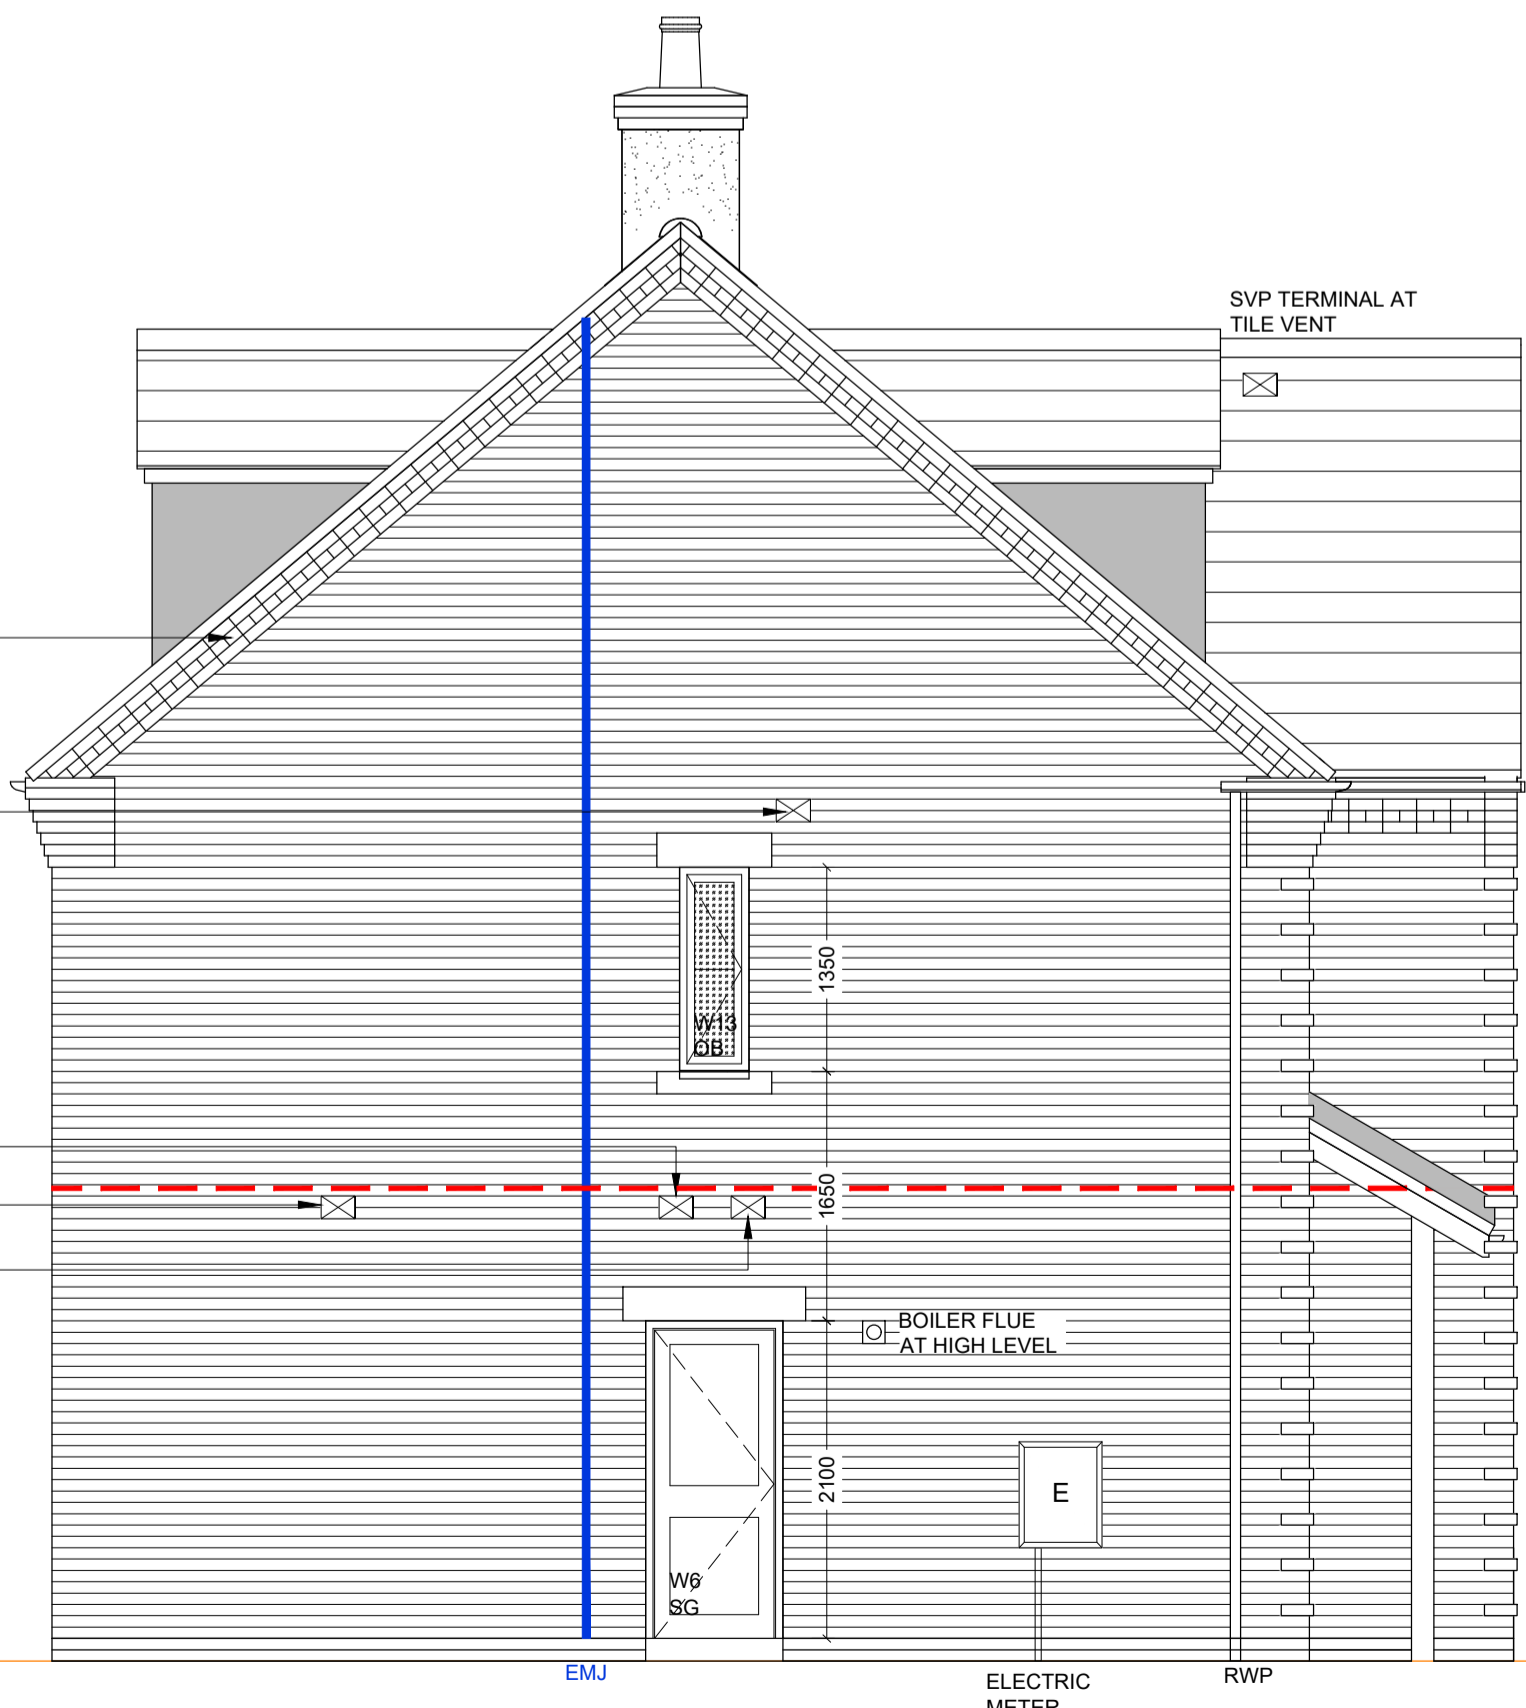 SVP TERMINAL AT
TILE VENT
1350
W13
OB
1650
BOILER FLUE
AT HIGH LEVEL
2100
E
W6
SG
EMJ
ELECTRIC
METER
RWP